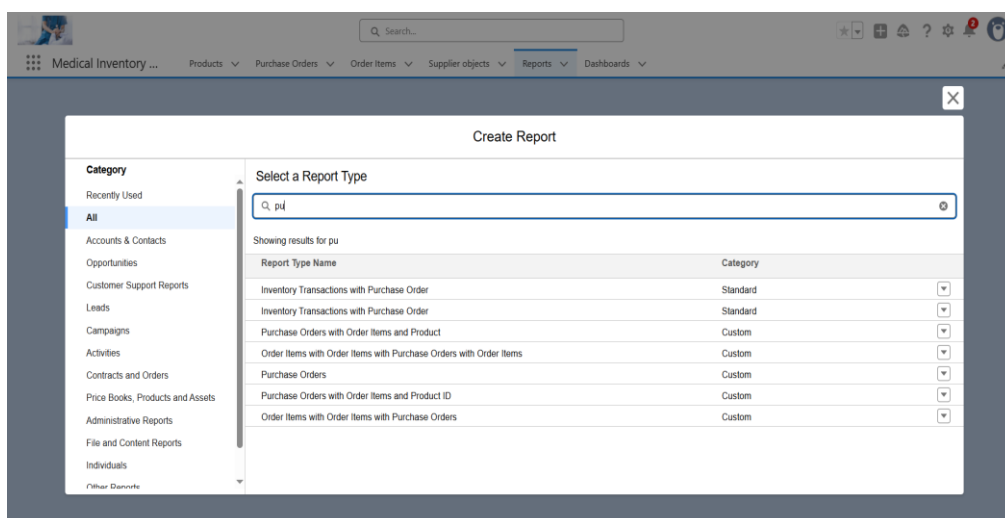 Search...
2
Medical Inventory ... Products Purchase Orders Order Items Supplier objects Reports Dashboards
Create Report
Category
Recently Used
All
Accounts & Contacts
Opportunities
Customer Support Reports
Leads
Campaigns
Activities
Contracts and Orders
Price Books, Products and Assets
Administrative Reports
File and Content Reports
Individuals
Other Reports
Select a Report Type
pu
Showing results for pu
Report Type Name Category
Inventory Transactions with Purchase Order Standard
Inventory Transactions with Purchase Order Standard
Purchase Orders with Order Items and Product Custom
Order Items with Order Items with Purchase Orders with Order Items Custom
Purchase Orders Custom
Purchase Orders with Order Items and Product ID Custom
Order Items with Order Items with Purchase Orders Custom